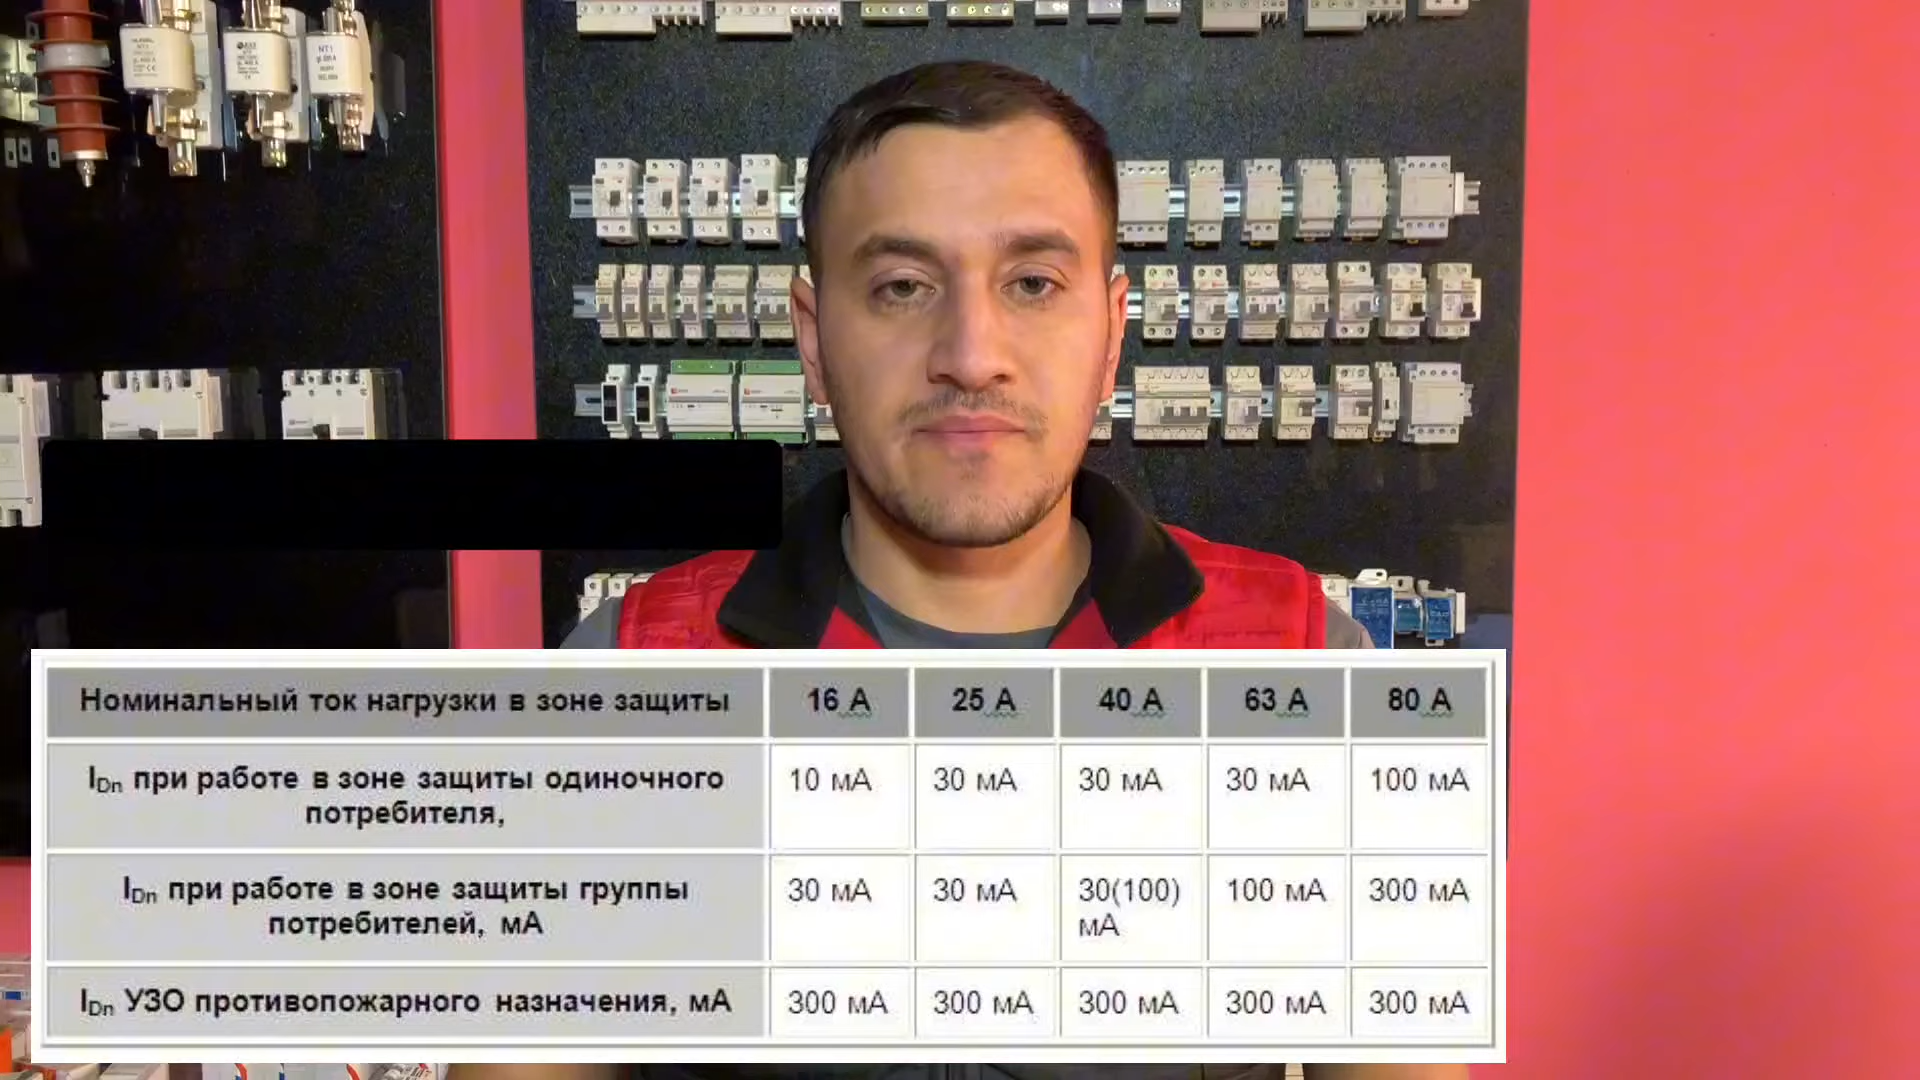 NT1
Номинальный ток нагрузки в зоне защиты 16 А 25 А 40 А 63 А 80 А
IDn при работе в зоне защиты одиночного 10 мА 30 мА 30 мА 30 мА 100 мА
потребителя,
IDn при работе в зоне защиты группы 30 мА 30 мА 30(100) 100 мА 300 мА
потребителей, мА мА
IDn УЗО противопожарного назначения, мА 300 мА 300 мА 300 мА 300 мА 300 мА